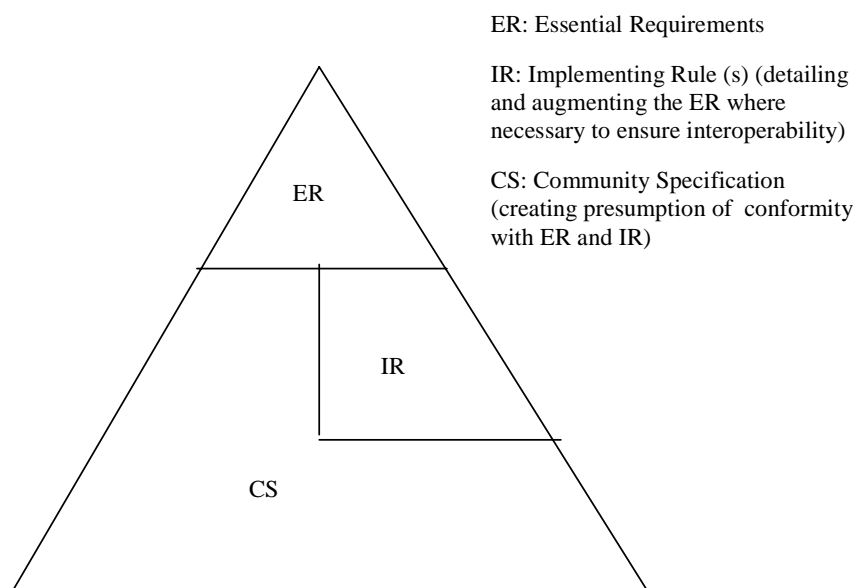 ER: Essential Requirements
IR: Implementing Rule (s) (detailing
and augmenting the ER where
necessary to ensure interoperability)
CS: Community Specification
(creating presumption of conformity
with ER and IR)
ER
IR
CS